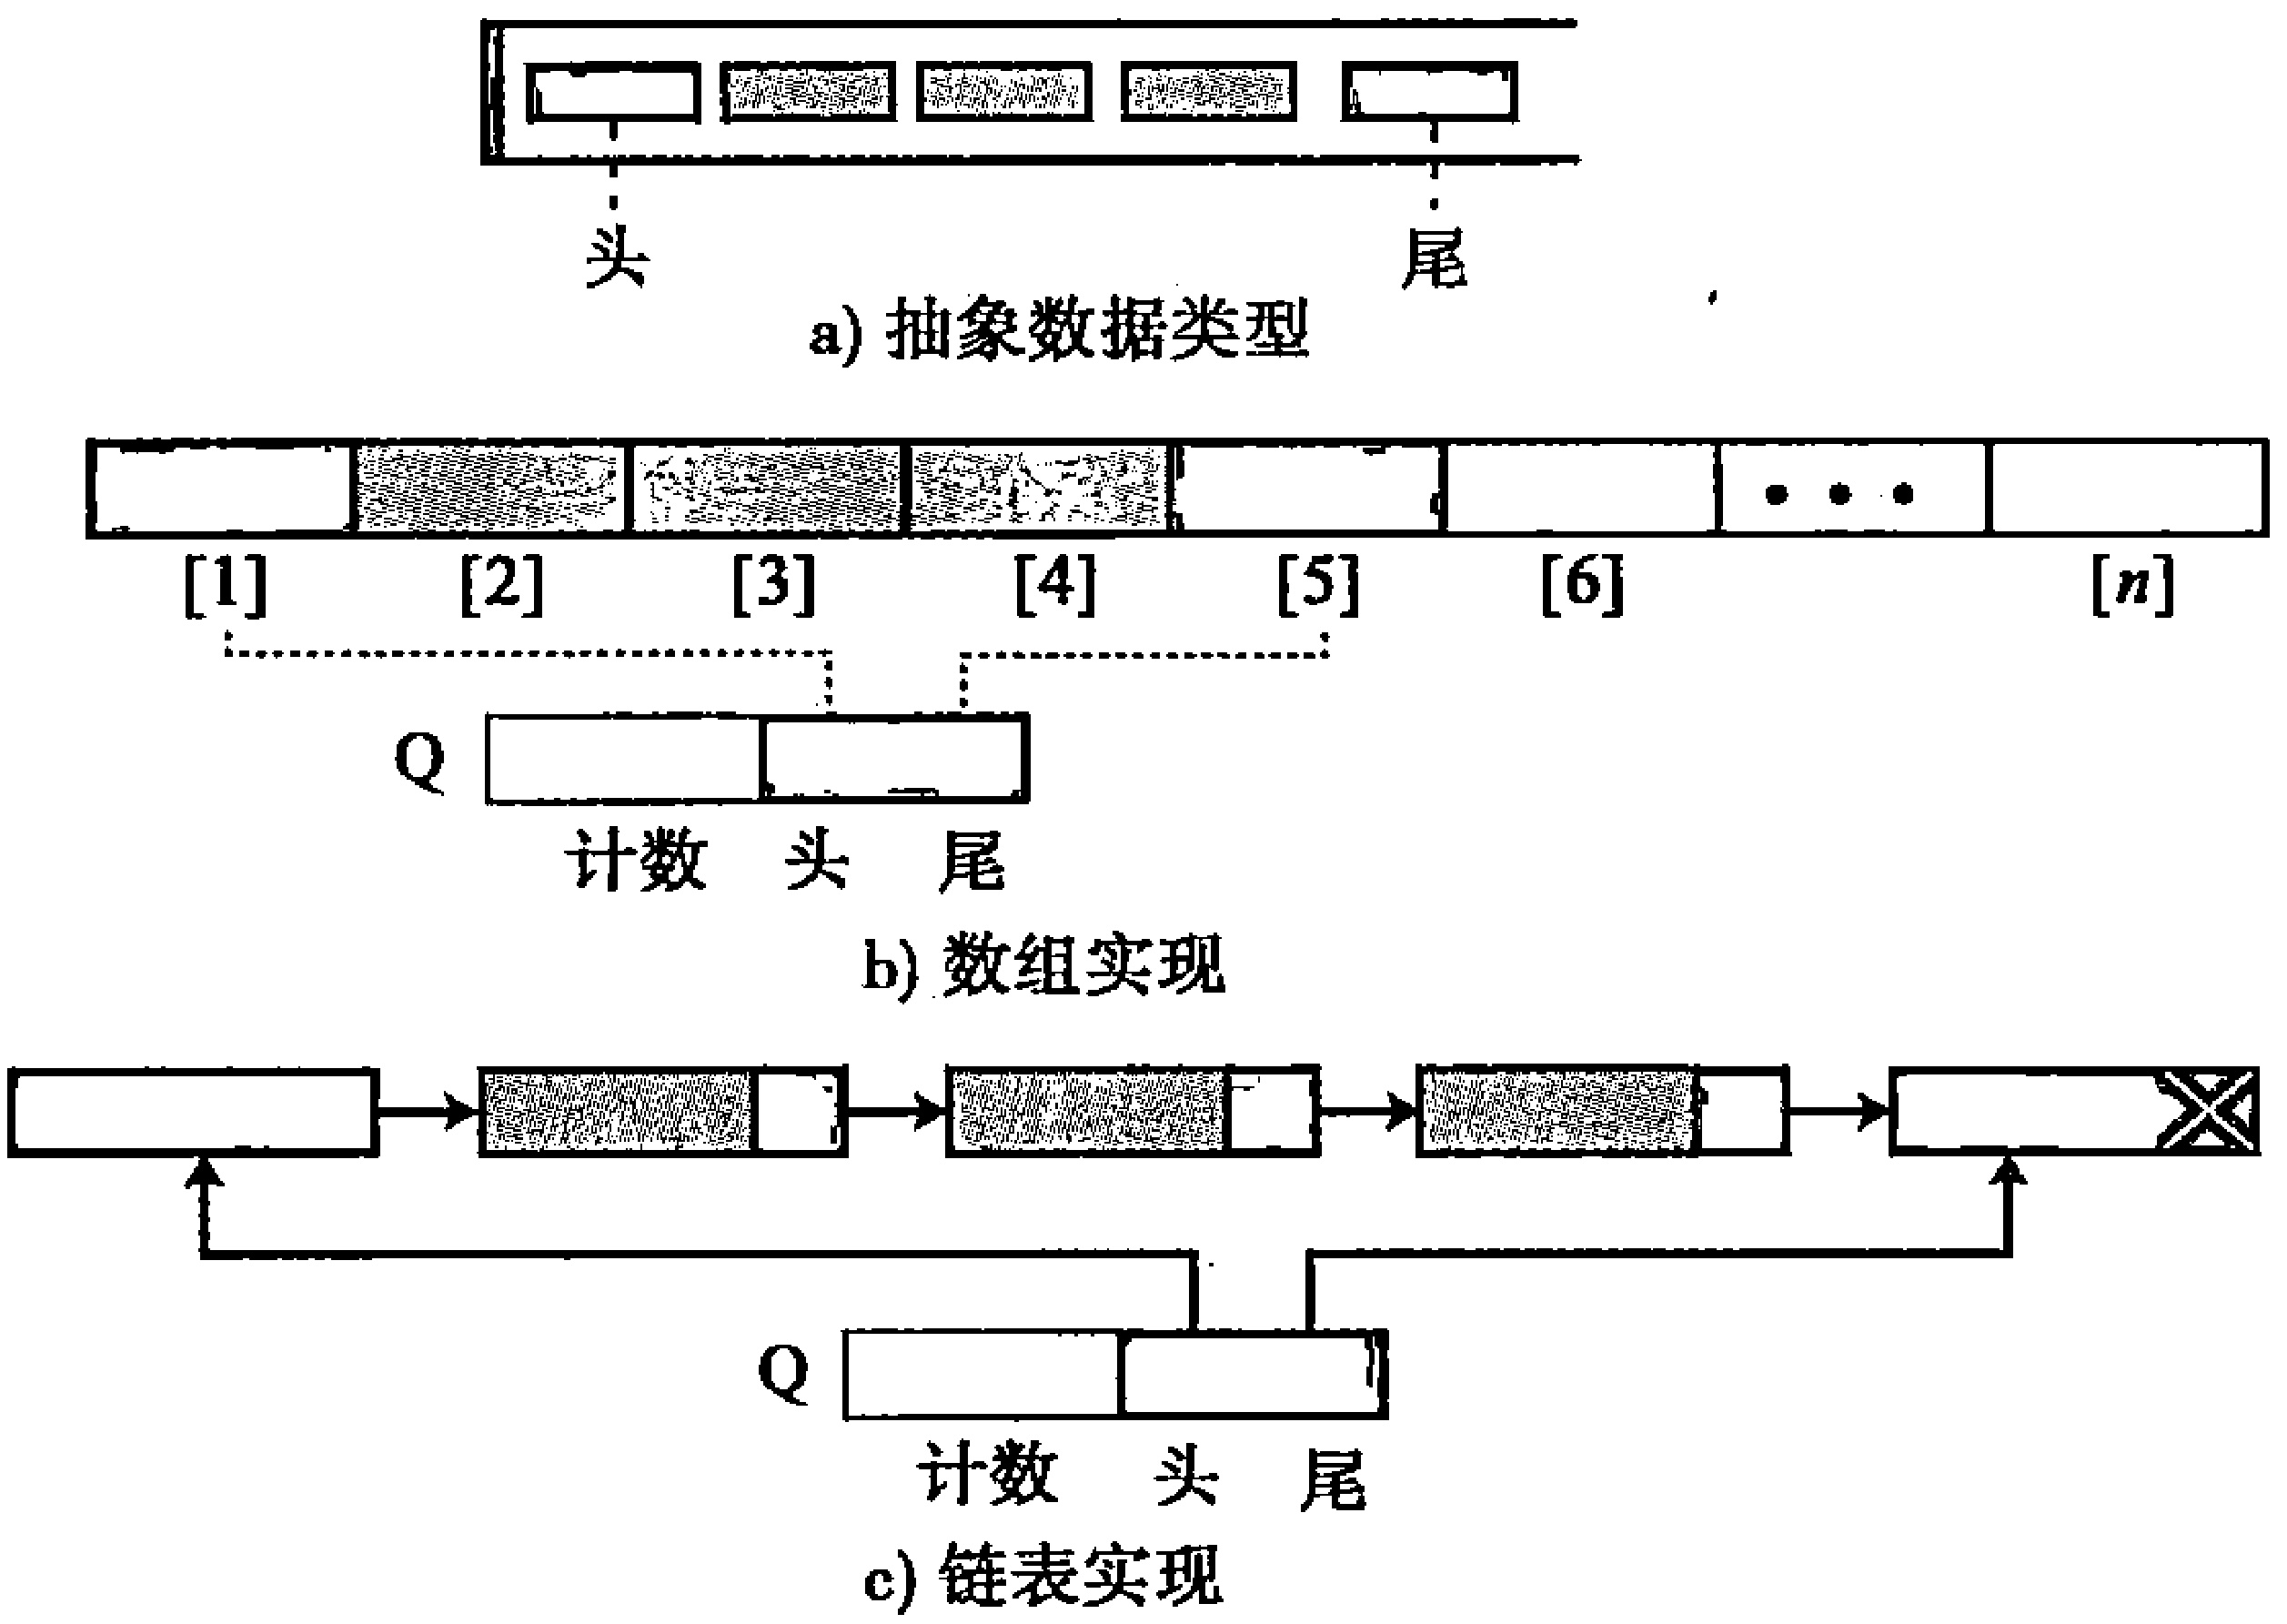 头 尾
a) 抽象数据类型
[1] [2] [3] [4] [5] [6] [n]
Q
计数 头 尾
b) 数组实现
Q
计数 头 尾
c) 链表实现